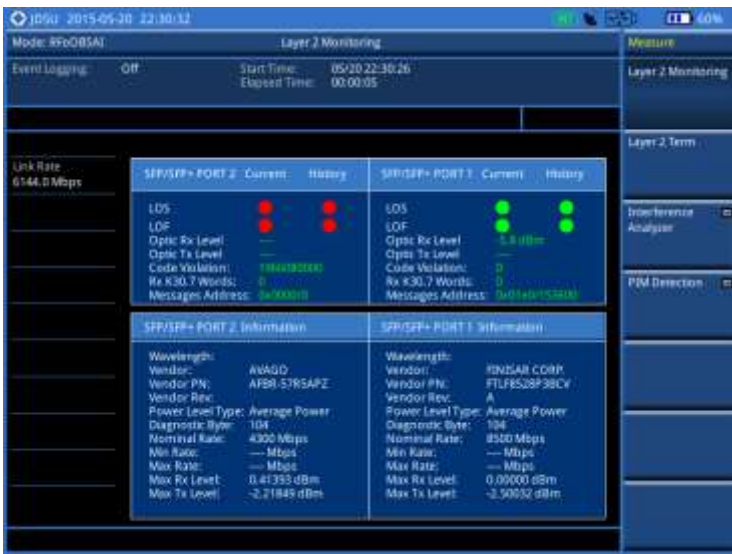 JDSU 2015-05-20 22:30:32
60%
Mode: RFoOBSAI
Layer 2 Monitoring
Measure
Event Logging: Off
Start Time: 05/20 22:30:26
Elapsed Time: 00:00:05
Layer 2 Monitoring
Layer 2 Term
Interference Analyzer
PIM Detection
Link Rate
6144.0 Mbps
SFP/SFP+ PORT 2 Current History
LOS
LOF
Optic Rx Level ---
Optic Tx Level ---
Code Violation:
Rx K30.7 Words: 0
Messages Address:
SFP/SFP+ PORT 1 Current History
LOS
LOF
Optic Rx Level -5.8 dBm
Optic Tx Level ---
Code Violation: 0
Rx K30.7 Words: 0
Messages Address:
SFP/SFP+ PORT 2 Information
Wavelength:
Vendor: AVAGO
Vendor PN: AFBR-57R5APZ
Vendor Rev:
Power Level Type: Average Power
Diagnostic Byte: 104
Nominal Rate: 4300 Mbps
Min Rate: --- Mbps
Max Rate: --- Mbps
Max Rx Level: 0.41393 dBm
Max Tx Level: -2.21849 dBm
SFP/SFP+ PORT 1 Information
Wavelength:
Vendor: FINISAR CORP.
Vendor PN: FTLF8528P3BCV
Vendor Rev: A
Power Level Type: Average Power
Diagnostic Byte: 104
Nominal Rate: 8500 Mbps
Min Rate: --- Mbps
Max Rate: --- Mbps
Max Rx Level: 0.00000 dBm
Max Tx Level: -2.50032 dBm